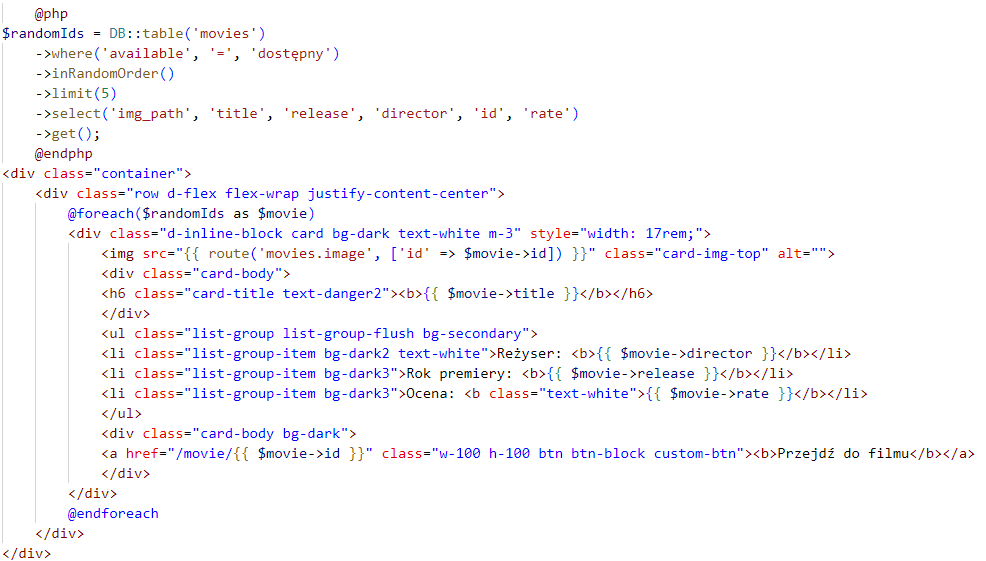 @php
$randomIds = DB::table('movies')
->where('available', '=', 'dostępny')
->inRandomOrder()
->limit(5)
->select('img_path', 'title', 'release', 'director', 'id', 'rate')
->get();
@endphp
<div class="container">
<div class="row d-flex flex-wrap justify-content-center">
@foreach($randomIds as $movie)
<div class="d-inline-block card bg-dark text-white m-3" style="width: 17rem;">
<img src="{{ route('movies.image', ['id' => $movie->id]) }}" class="card-img-top" alt="">
<div class="card-body">
<h6 class="card-title text-danger2"><b>{{ $movie->title }}</b></h6>
</div>
<ul class="list-group list-group-flush bg-secondary">
<li class="list-group-item bg-dark2 text-white">Reżyser: <b>{{ $movie->director }}</b></li>
<li class="list-group-item bg-dark3">Rok premiery: <b>{{ $movie->release }}</b></li>
<li class="list-group-item bg-dark3">Ocena: <b class="text-white">{{ $movie->rate }}</b></li>
</ul>
<div class="card-body bg-dark">
<a href="/movie/{{ $movie->id }}" class="w-100 h-100 btn btn-block custom-btn"><b>Przejdź do filmu</b></a>
</div>
</div>
@endforeach
</div>
</div>